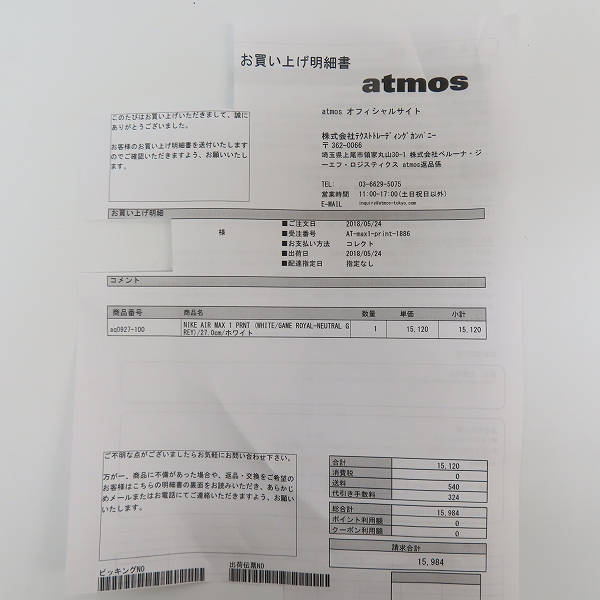 お買い上げ明細書
atmos
atmos オフィシャルサイト
このたびはお買い上げいただきまして、誠に
ありがとうございました。
お客様のお買い上げ明細書を送付いたします
のでご確認いただきますよう、お願いいたし
ます。
株式会社ﾃｸｽﾄﾄﾚｰﾃﾞｨﾝｸﾞｶﾝﾊﾟﾆｰ
〒 362-0066
埼玉県上尾市領家丸山30-1 株式会社ベルーナ・ジ
ーエフ・ロジスティクス atmos返品係
TEL: 03-6629-5075
営業時間 11:00-17:00(土日祝日以外)
E-MAIL inquiry@atmos-tokyo.com
お買い上げ明細
様
■ご注文日 2018/05/24
■受注番号 AT-max1-print-1886
■お支払い方法 コレクト
■出荷日 2018/05/24
■配達指定日 指定なし
コメント
商品番号 商品名 数量 単価 小計
aq0927-100 NIKE AIR MAX 1 PRNT (WHITE/GAME ROYAL-NEUTRAL G 1 15,120 15,120
REY)/27.0cm/ホワイト
ご不明な点がございましたらお気軽にお問い合わせ下さい。
万が一、商品に不備があった場合や、返品・交換をご希望の
お客様はこちらの明細書の裏面をお読みいただき、あらかじ
めメールまたはお電話にてご連絡いただきますよう、お願い
いたします。
合計 15,120
消費税 0
送料 540
代引き手数料 324
総合計 15,984
ポイント利用額 0
クーポン利用額 0
請求合計
15,984
ピッキングNO
出荷伝票NO